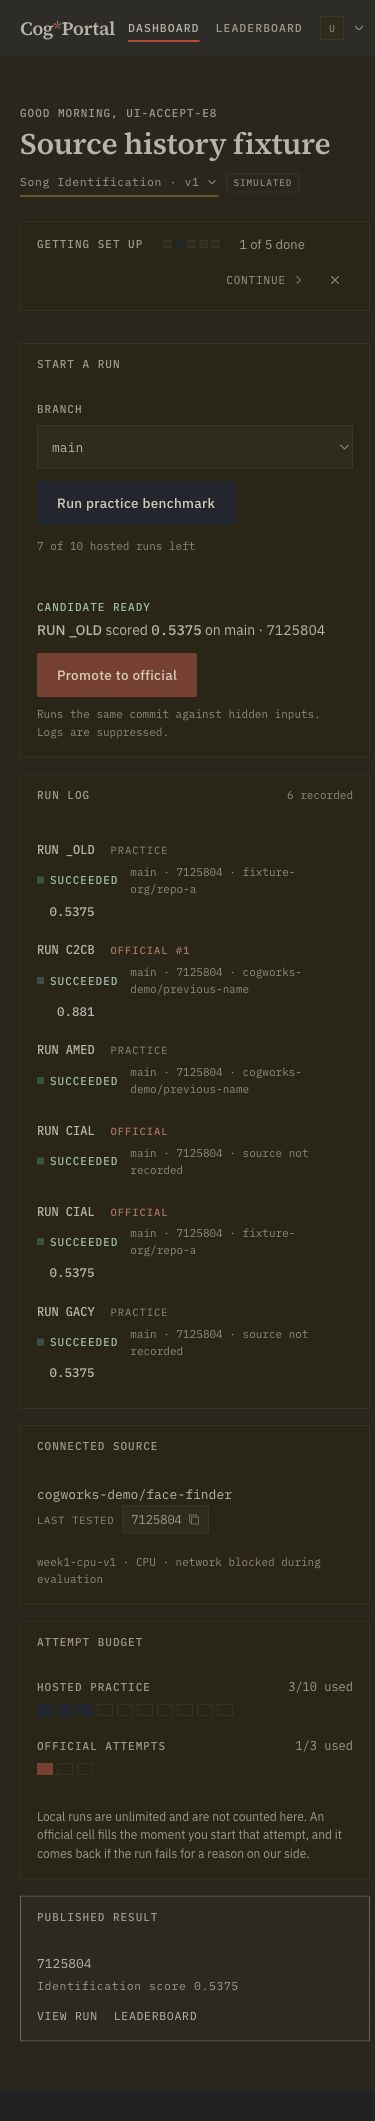 Cog*Portal DASHBOARD LEADERBOARD U
GOOD MORNING, UI-ACCEPT-E8
Source history fixture
Song Identification · v1 SIMULATED
GETTING SET UP 1 of 5 done
CONTINUE
START A RUN
BRANCH
main
Run practice benchmark
7 of 10 hosted runs left
CANDIDATE READY
RUN _OLD scored 0.5375 on main · 7125804
Promote to official
Runs the same commit against hidden inputs.
Logs are suppressed.
RUN LOG 6 recorded
RUN _OLD PRACTICE
SUCCEEDED main · 7125804 · fixture-
org/repo-a
0.5375
RUN C2CB OFFICIAL #1
SUCCEEDED main · 7125804 · cogworks-
demo/previous-name
0.881
RUN AMED PRACTICE
SUCCEEDED main · 7125804 · cogworks-
demo/previous-name
RUN CIAL OFFICIAL
SUCCEEDED main · 7125804 · source not
recorded
RUN CIAL OFFICIAL
SUCCEEDED main · 7125804 · fixture-
org/repo-a
0.5375
RUN GACY PRACTICE
SUCCEEDED main · 7125804 · source not
recorded
0.5375
CONNECTED SOURCE
cogworks-demo/face-finder
LAST TESTED 7125804
week1-cpu-v1 · CPU · network blocked during
evaluation
ATTEMPT BUDGET
HOSTED PRACTICE 3/10 used
OFFICIAL ATTEMPTS 1/3 used
Local runs are unlimited and are not counted here. An
official cell fills the moment you start that attempt, and it
comes back if the run fails for a reason on our side.
PUBLISHED RESULT
7125804
Identification score 0.5375
VIEW RUN LEADERBOARD